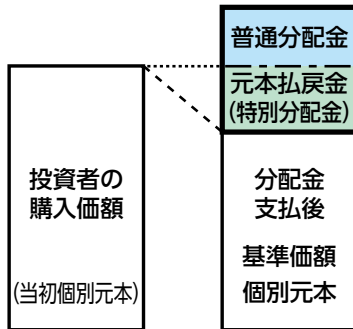 普通分配金
元本払戻金
(特別分配金)
投資者の
購入価額
(当初個別元本)
分配金
支払後
基準価額
個別元本